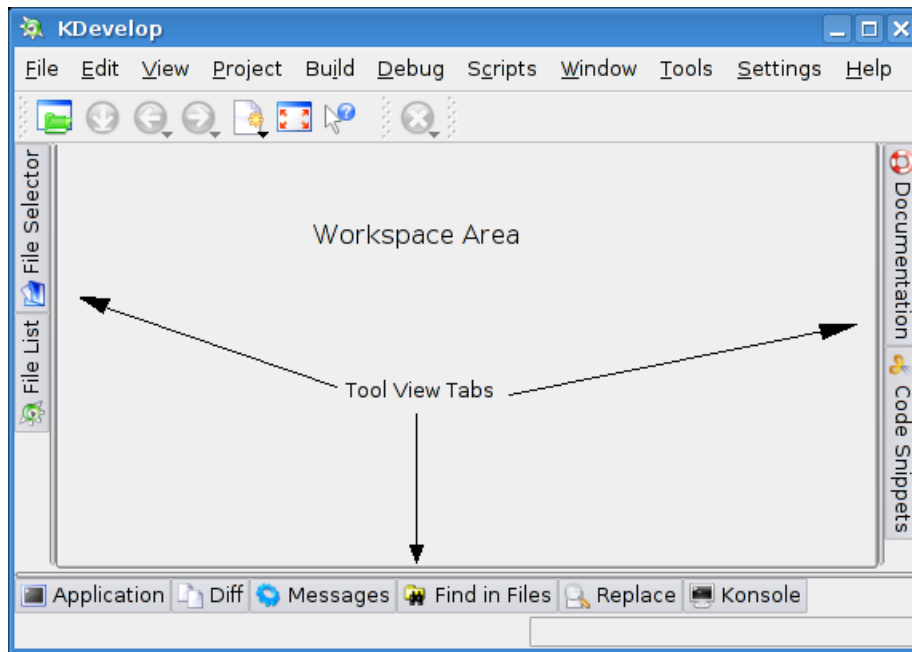 KDevelop
File Edit View Project Build Debug Scripts Window Tools Settings Help
File Selector
File List
Workspace Area
Tool View Tabs
Documentation
Code Snippets
Application Diff Messages Find in Files Replace Konsole